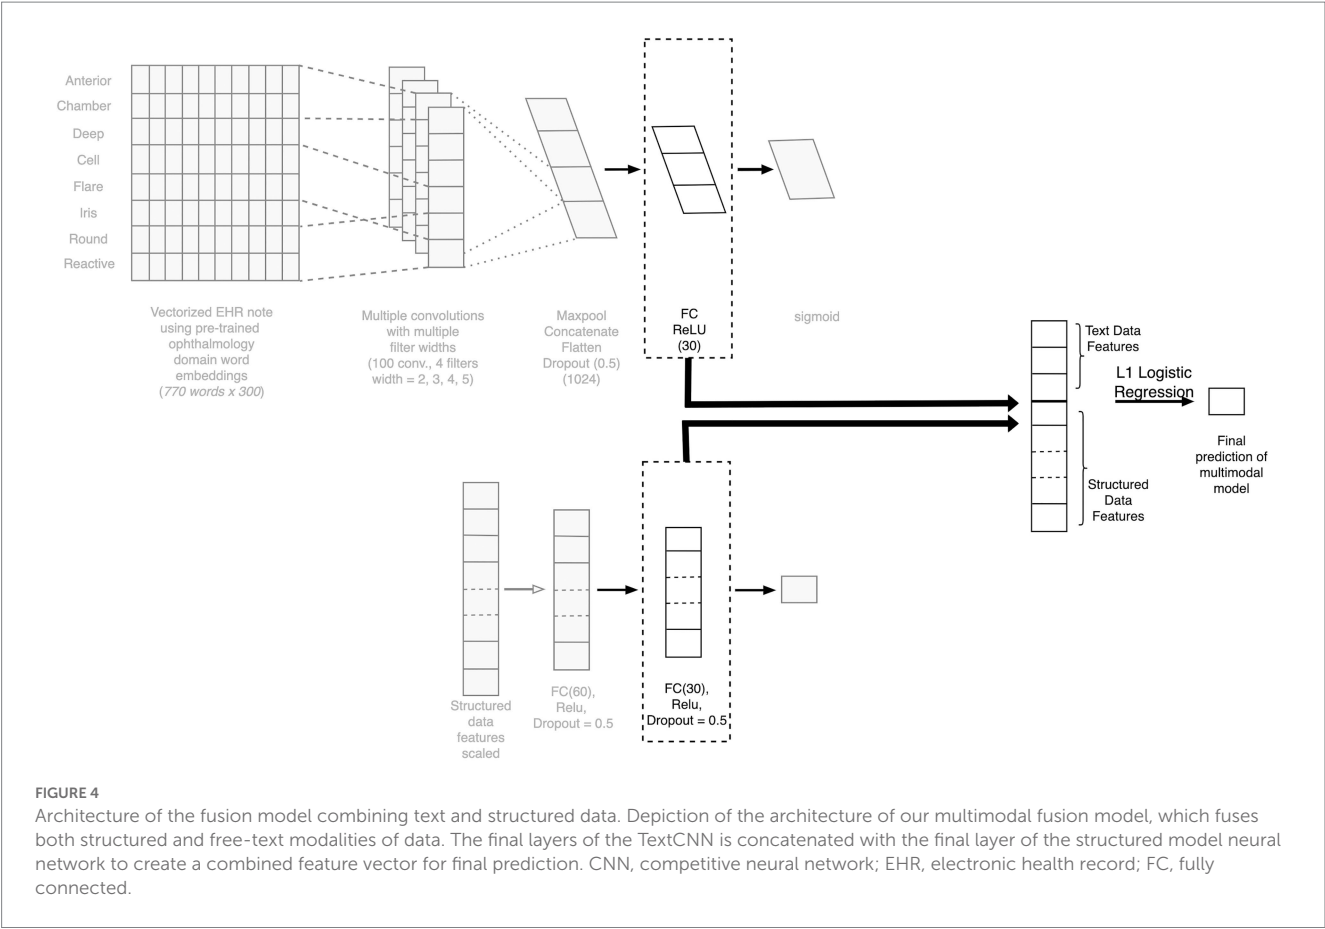 Anterior
Chamber
Deep
Cell
Flare
Iris
Round
Reactive
Vectorized EHR note
using pre-trained
ophthalmology
domain word
embeddings
(770 words x 300)
Multiple convolutions
with multiple
filter widths
(100 conv., 4 filters
width = 2, 3, 4, 5)
Maxpool
Concatenate
Flatten
Dropout (0.5)
(1024)
FC
ReLU
(30)
sigmoid
Text Data
Features
L1 Logistic
Regression
Structured
Data
Features
Final
prediction of
multimodal
model
Structured
data
features
scaled
FC(60),
Relu,
Dropout = 0.5
FC(30),
Relu,
Dropout = 0.5
FIGURE 4
Architecture of the fusion model combining text and structured data. Depiction of the architecture of our multimodal fusion model, which fuses
both structured and free-text modalities of data. The final layers of the TextCNN is concatenated with the final layer of the structured model neural
network to create a combined feature vector for final prediction. CNN, competitive neural network; EHR, electronic health record; FC, fully
connected.